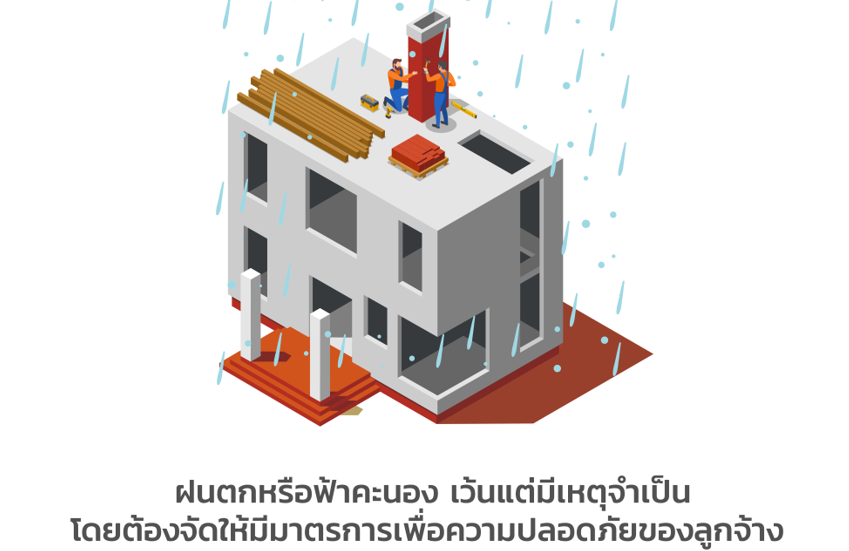 ฝนตกหรือฟ้าคะนอง เว้นแต่มีเหตุจำเป็น
โดยต้องจัดให้มีมาตรการเพื่อความปลอดภัยของลูกจ้าง